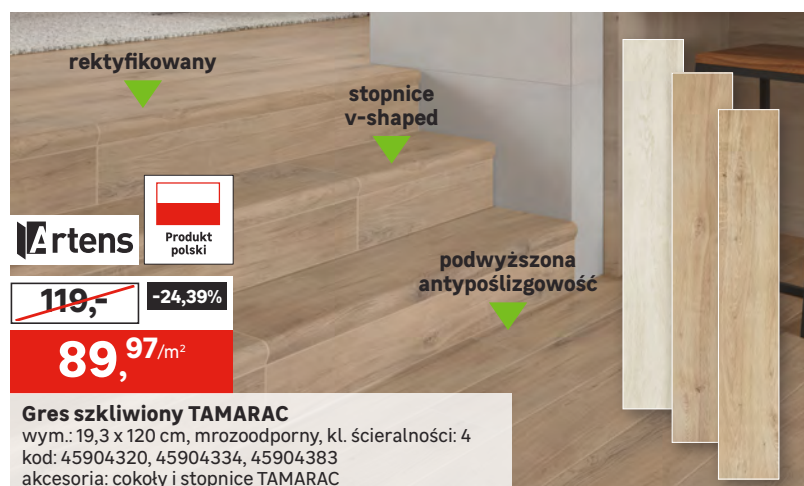 rektyfikowany
stopnice
v-shaped
Artens
Produkt
polski
podwyższona
antypoślizgowość
119,-
-24,39%
89,97/m²
Gres szkliwiony TAMARAC
wym.: 19,3 x 120 cm, mrozoodporny, kl. ścieralności: 4
kod: 45904320, 45904334, 45904383
akcesoria: cokoły i stopnice TAMARAC